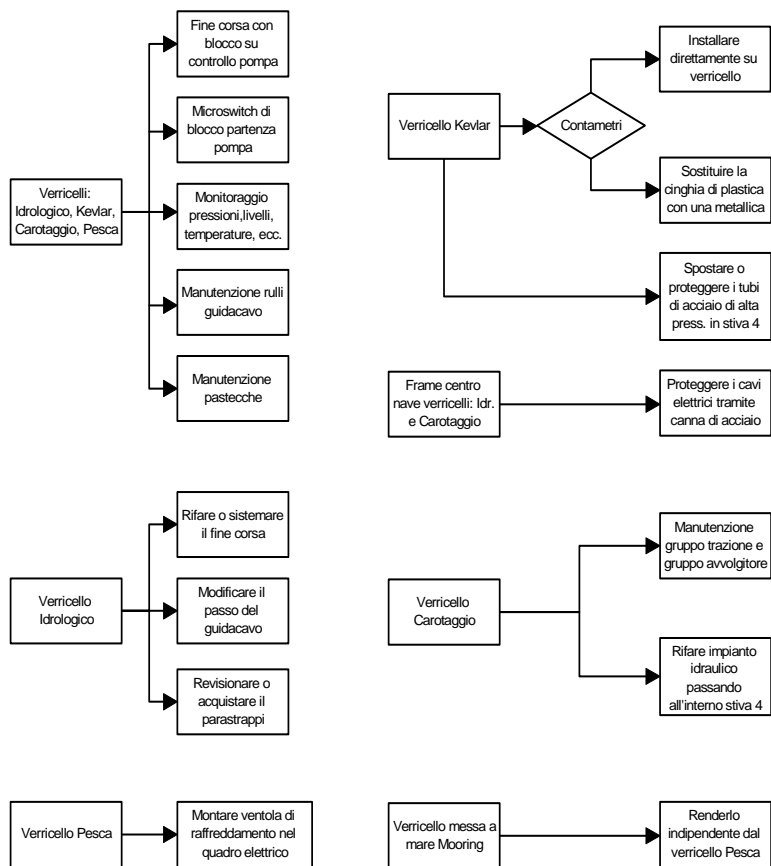 Verricelli:
Idrologico, Kevlar,
Carotaggio, Pesca
Fine corsa con
blocco su
controllo pompa
Microswitch di
blocco partenza
pompa
Monitoraggio
pressioni,livelli,
temperature, ecc.
Manutenzione rulli
guidacavo
Manutenzione
pastecche
Verricello Kevlar
Contametri
Installare
direttamente su
verricello
Sostituire la
cinghia di plastica
con una metallica
Spostare o
proteggere i tubi
di acciaio di alta
press. in stiva 4
Frame centro
nave verricelli: Idr.
e Carotaggio
Proteggere i cavi
elettrici tramite
canna di acciaio
Verricello
Idrologico
Rifare o sistemare
il fine corsa
Modificare il
passo del
guidacavo
Revisionare o
acquistare il
parastrappi
Verricello
Carotaggio
Manutenzione
gruppo trazione e
gruppo avvolgitore
Rifare impianto
idraulico
passando
all'interno stiva 4
Verricello Pesca
Montare ventola di
raffreddamento nel
quadro elettrico
Verricello messa a
mare Mooring
Renderlo
indipendente dal
verricello Pesca